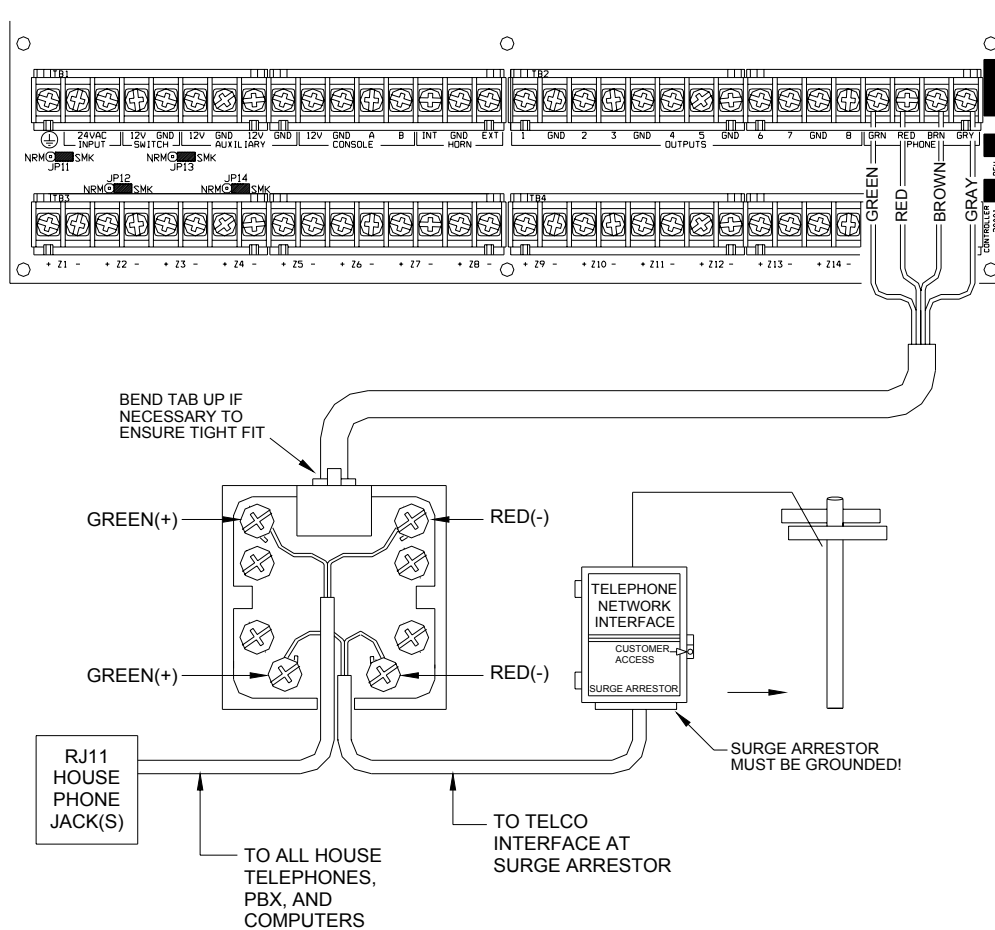 TB1
TB2
24VAC 12V GND 12V GND 12V GND 12V GND A B INT GND EXT 1 GND 2 3 GND 4 5 GND 6 7 GND 8 GRN RED BRN GRY
INPUT SWITCH AUXILIARY CONSOLE HORN OUTPUTS PHONE
NRM SMK
JP11
NRM SMK
JP13
JP12
NRM SMK
JP14
NRM SMK
TB3
TB4
+ Z1 - + Z2 - + Z3 - + Z4 - + Z5 - + Z6 - + Z7 - + Z8 - + Z9 - + Z10 - + Z11 - + Z12 - + Z13 - + Z14 -
GREEN
RED
BROWN
GRAY
CONTROLLER
BEND TAB UP IF
NECESSARY TO
ENSURE TIGHT FIT
GREEN(+)
RED(-)
GREEN(+)
RED(-)
TELEPHONE
NETWORK
INTERFACE
CUSTOMER
ACCESS
SURGE ARRESTOR
SURGE ARRESTOR
MUST BE GROUNDED!
RJ11
HOUSE
PHONE
JACK(S)
TO ALL HOUSE
TELEPHONES,
PBX, AND
COMPUTERS
TO TELCO
INTERFACE AT
SURGE ARRESTOR